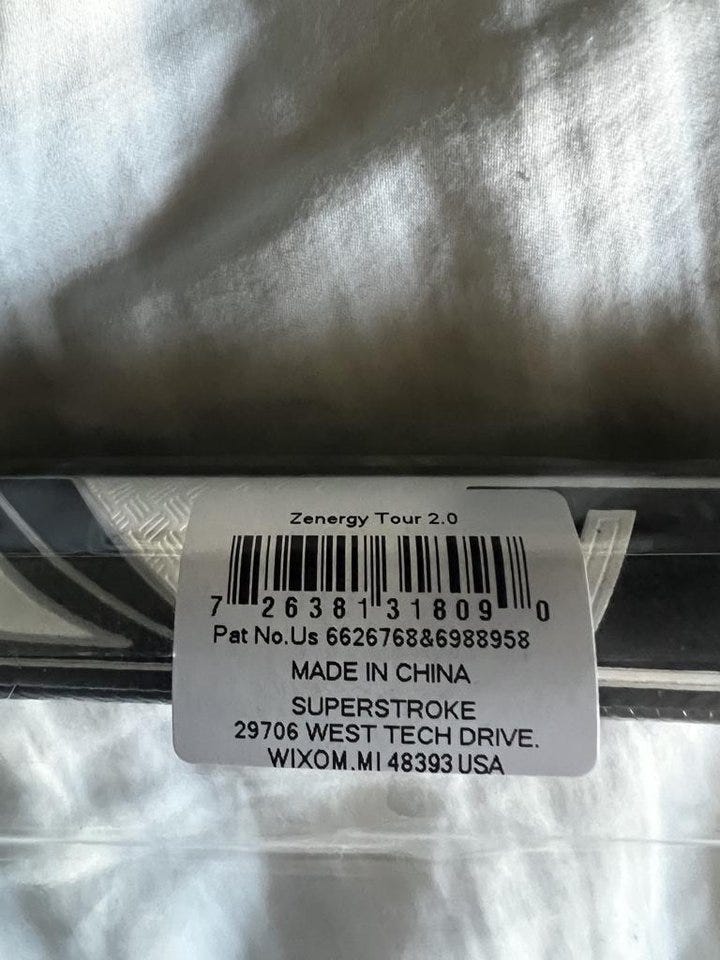 Zenergy Tour 2.0
7 26381 31809 0
Pat No.Us 6626768&6988958
MADE IN CHINA
SUPERSTROKE
29706 WEST TECH DRIVE.
WIXOM.MI 48393 USA